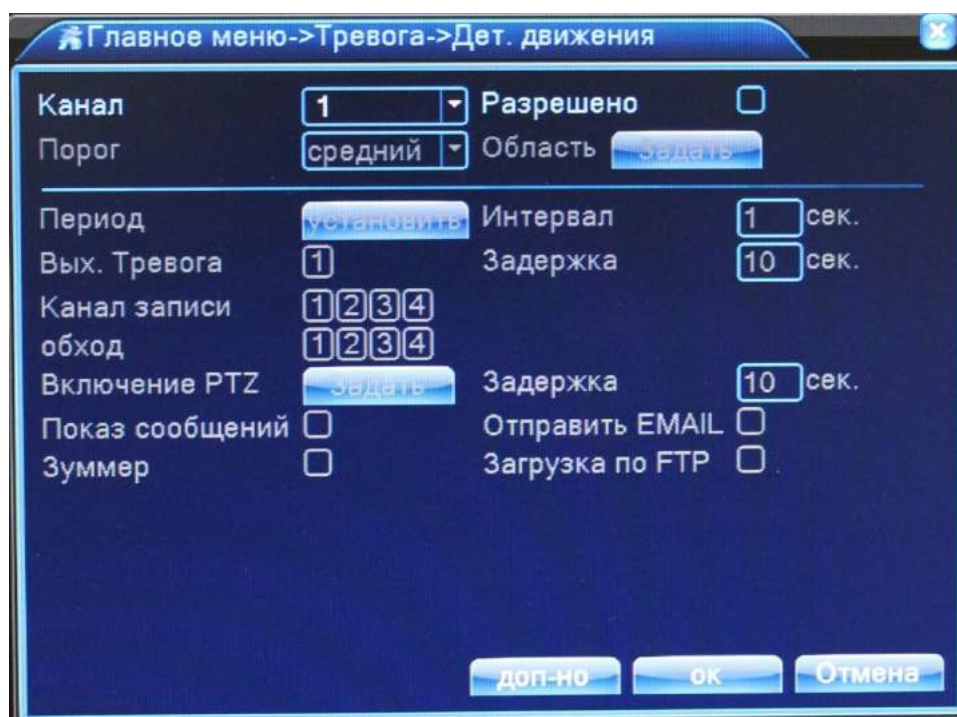 Главное меню->Тревога->Дет. движения
Канал 1 Разрешено
Порог средний Область Задать
Период установить Интервал 1 сек.
Вых. Тревога 1 Задержка 10 сек.
Канал записи 1 2 3 4
обход 1 2 3 4
Включение PTZ Задать Задержка 10 сек.
Показ сообщений Отправить EMAIL
Зуммер Загрузка по FTP
доп-но ок Отмена